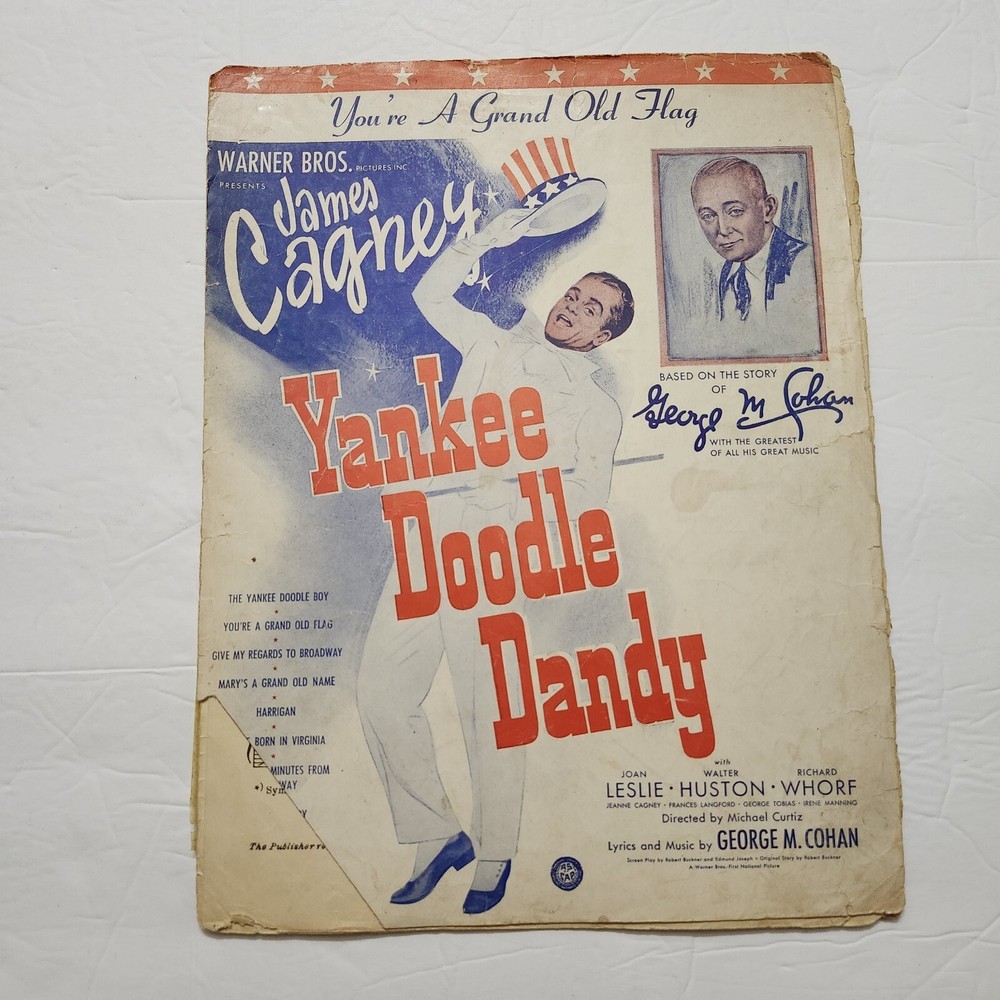 You're A Grand Old Flag
WARNER BROS. PICTURES INC.
PRESENTS
James
Cagney
BASED ON THE STORY
OF
George M Cohan
WITH THE GREATEST
OF ALL HIS GREAT MUSIC
Yankee
Doodle
Dandy
THE YANKEE DOODLE BOY
YOU'RE A GRAND OLD FLAG
GIVE MY REGARDS TO BROADWAY
MARY'S A GRAND OLD NAME
HARRIGAN
BORN IN VIRGINIA
MINUTES FROM
WAY
*) Sym
The Publisher
with
JOAN WALTER RICHARD
LESLIE · HUSTON · WHORF
JEANNE CAGNEY · FRANCES LANGFORD · GEORGE TOBIAS · IRENE MANNING
Directed by Michael Curtiz
Lyrics and Music by GEORGE M. COHAN
Screen Play by Robert Buckner and Edmund Joseph · Original Story by Robert Buckner
A Warner Bros. First National Picture
AS
CAP